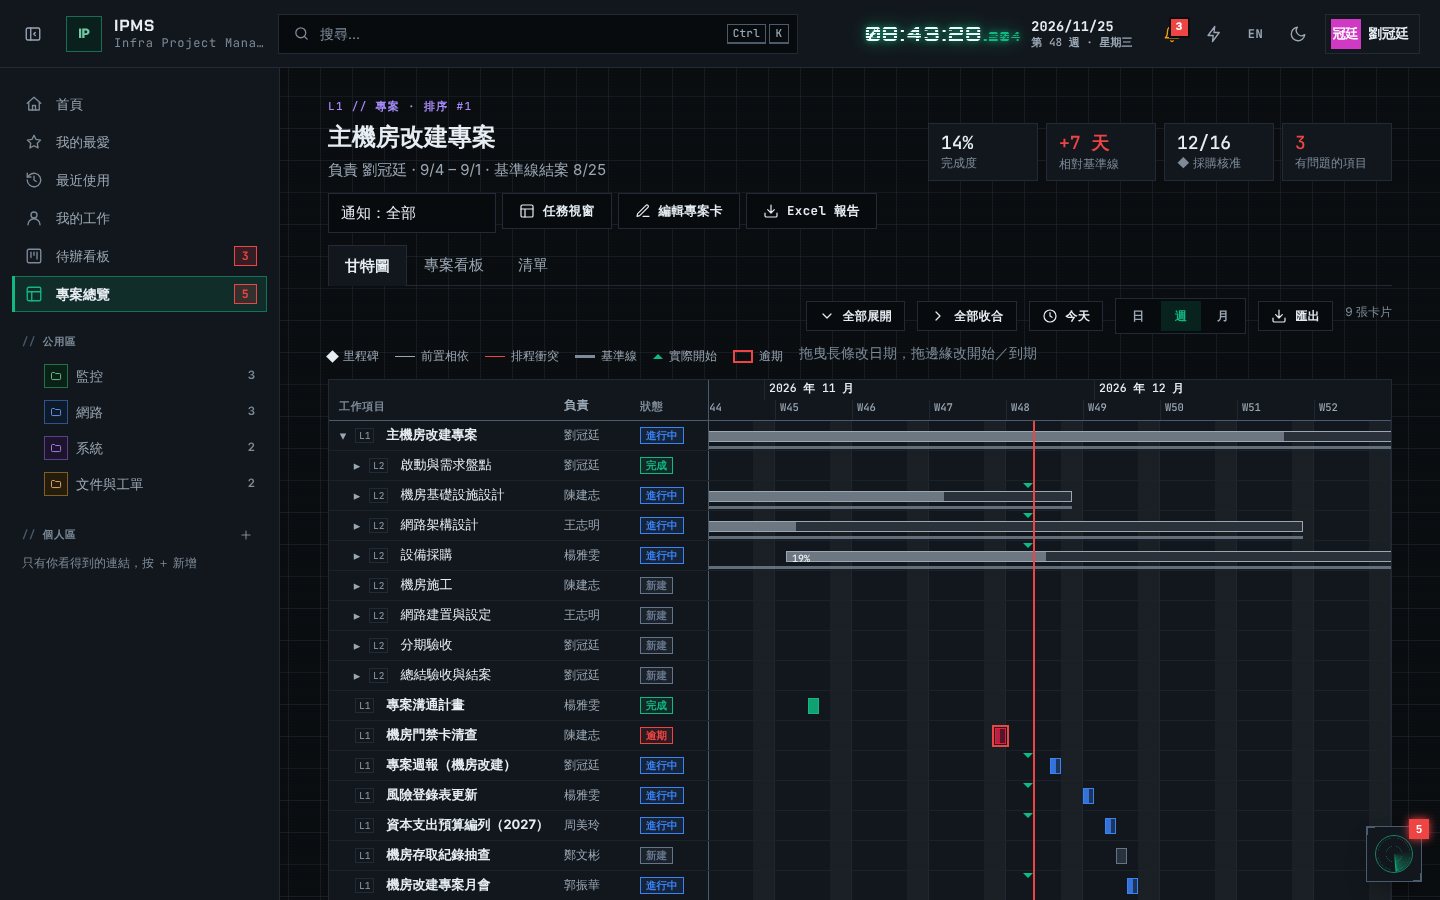 IP
IPMS
Infra Project Mana…
搜尋...
Ctrl K
00:43:28.204
2026/11/25
第 48 週 · 星期三
3
EN
冠廷 劉冠廷
首頁
我的最愛
最近使用
我的工作
待辦看板 3
專案總覽 5
// 公用區
監控 3
網路 3
系統 2
文件與工單 2
// 個人區 +
只有你看得到的連結，按 + 新增
L1 // 專案 · 排序 #1
主機房改建專案
負責 劉冠廷 · 9/4 – 9/1 · 基準線結案 8/25
14%
完成度
+7 天
相對基準線
12/16
◆ 採購核准
3
有問題的項目
通知：全部
任務視窗
編輯專案卡
Excel 報告
甘特圖 專案看板 清單
全部展開 全部收合 今天 日 週 月 匯出 9 張卡片
里程碑 前置相依 排程衝突 基準線 實際開始 逾期 拖曳長條改日期，拖邊緣改開始／到期
2026 年 11 月 2026 年 12 月
工作項目 負責 狀態 44 W45 W46 W47 W48 W49 W50 W51 W52
▼ L1 主機房改建專案 劉冠廷 進行中
▶ L2 啟動與需求盤點 劉冠廷 完成
▶ L2 機房基礎設施設計 陳建志 進行中
▶ L2 網路架構設計 王志明 進行中
▶ L2 設備採購 楊雅雯 進行中 19%
▶ L2 機房施工 陳建志 新建
▶ L2 網路建置與設定 王志明 新建
▶ L2 分期驗收 劉冠廷 新建
▶ L2 總結驗收與結案 劉冠廷 新建
L1 專案溝通計畫 楊雅雯 完成
L1 機房門禁卡清查 陳建志 逾期
L1 專案週報（機房改建） 劉冠廷 進行中
L1 風險登錄表更新 楊雅雯 進行中
L1 資本支出預算編列（2027） 周美玲 進行中
L1 機房存取紀錄抽查 鄭文彬 新建
L1 機房改建專案月會 郭振華 進行中
5